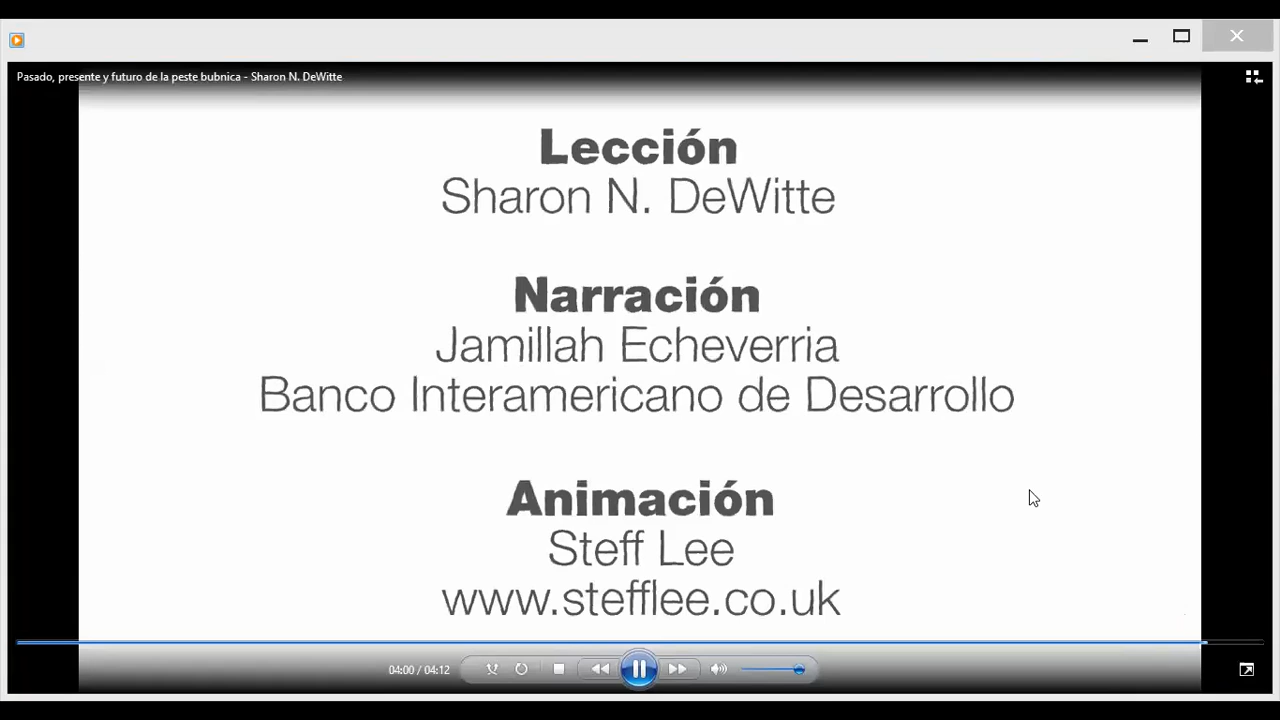 Pasado, presente y futuro de la peste bubnica - Sharon N. DeWitte
Lección
Sharon N. DeWitte
Narración
Jamillah Echeverria
Banco Interamericano de Desarrollo
Animación
Steff Lee
www.stefflee.co.uk
04:00 / 04:12